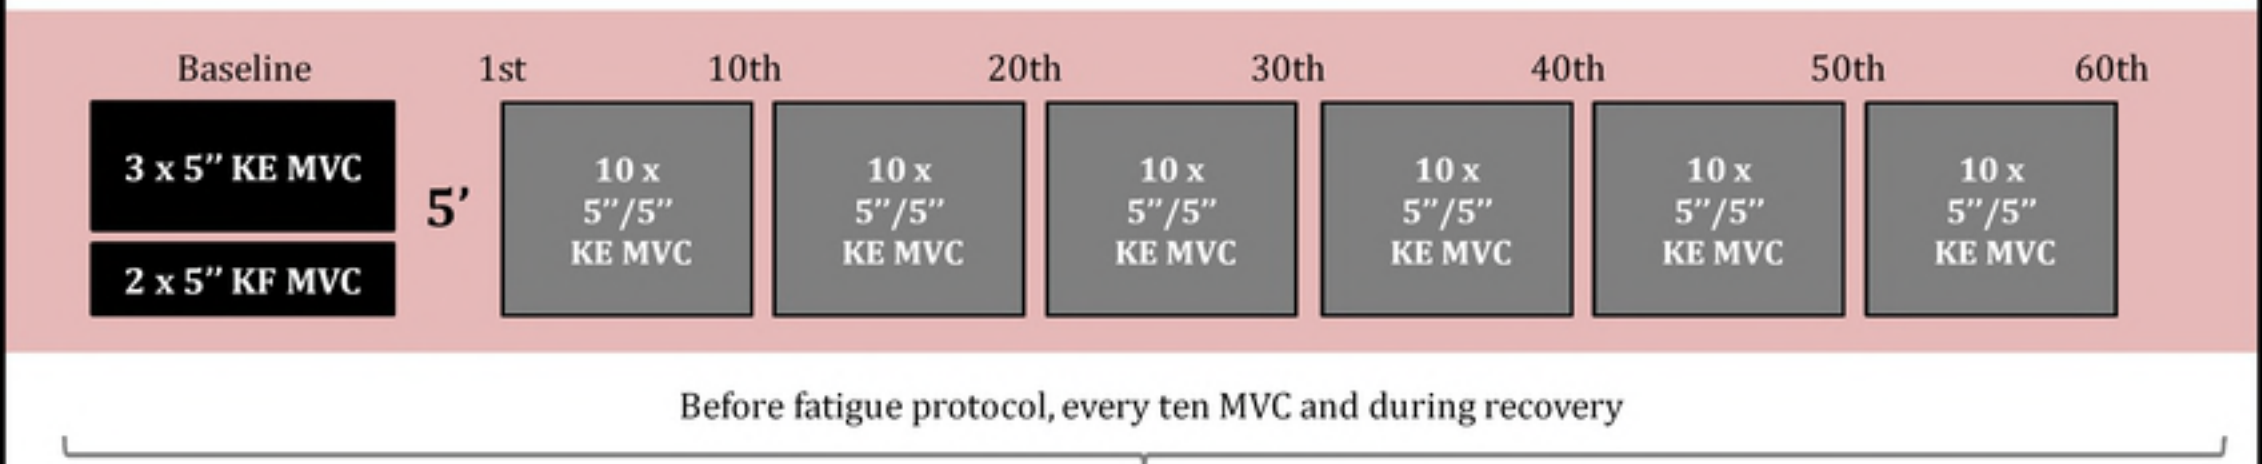 Baseline 1st 10th 20th 30th 40th 50th 60th
3 x 5’’ KE MVC
2 x 5’’ KF MVC
5’
10 x
5’’/5’’
KE MVC
10 x
5’’/5’’
KE MVC
10 x
5’’/5’’
KE MVC
10 x
5’’/5’’
KE MVC
10 x
5’’/5’’
KE MVC
10 x
5’’/5’’
KE MVC
Before fatigue protocol, every ten MVC and during recovery